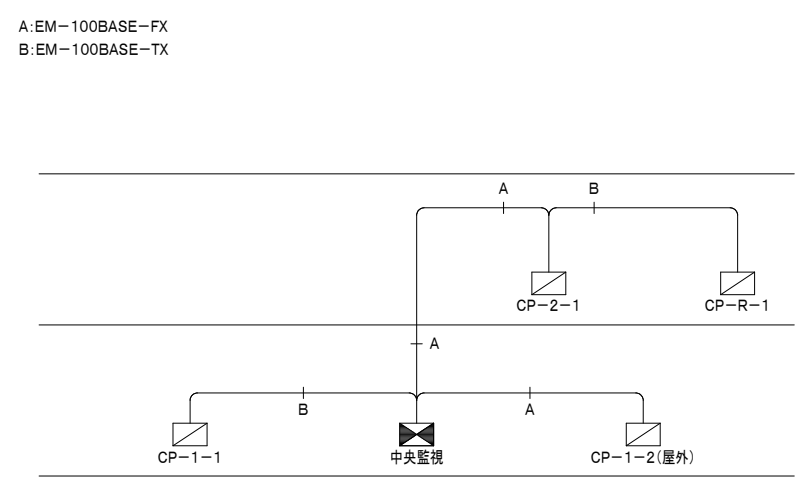 A:EM－100BASE－FX
B:EM－100BASE－TX
A
B
CP－2－1
CP－R－1
A
B
A
CP－1－1
中央監視
CP－1－2(屋外)